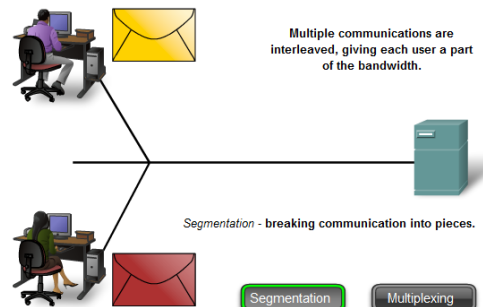 Multiple communications are
interleaved, giving each user a part
of the bandwidth.
Segmentation - breaking communication into pieces.
Segmentation
Multiplexing